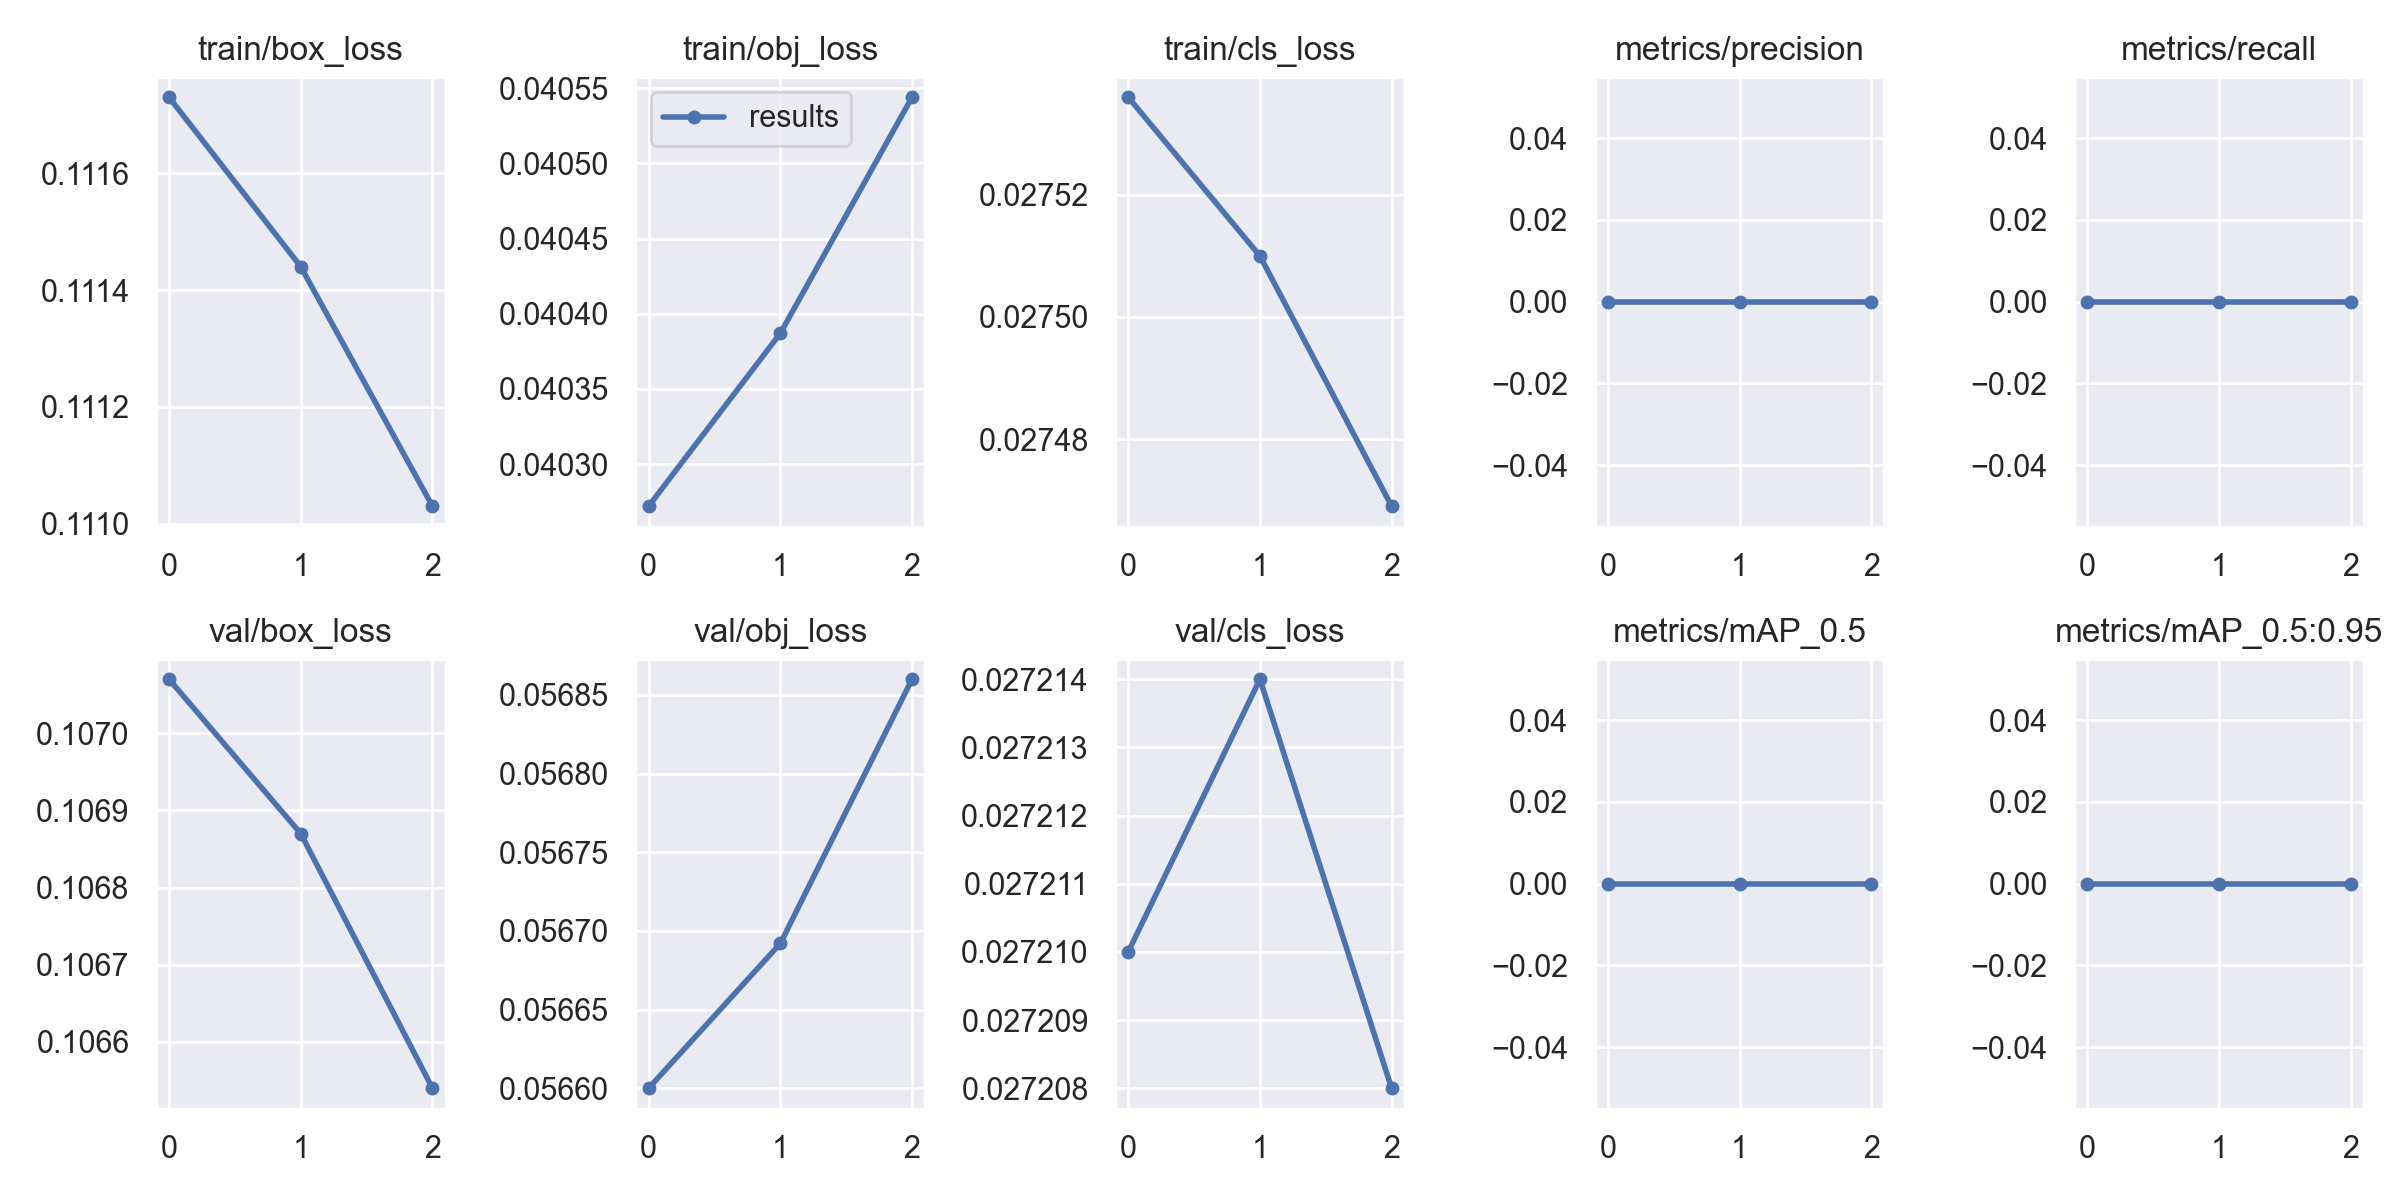 train/box_loss
0.1116
0.1114
0.1112
0.1110
0 1 2
train/obj_loss
results
0.04055
0.04050
0.04045
0.04040
0.04035
0.04030
0 1 2
train/cls_loss
0.02752
0.02750
0.02748
0 1 2
metrics/precision
0.04
0.02
0.00
−0.02
−0.04
0 1 2
metrics/recall
0.04
0.02
0.00
−0.02
−0.04
0 1 2
val/box_loss
0.1070
0.1069
0.1068
0.1067
0.1066
0 1 2
val/obj_loss
0.05685
0.05680
0.05675
0.05670
0.05665
0.05660
0 1 2
val/cls_loss
0.027214
0.027213
0.027212
0.027211
0.027210
0.027209
0.027208
0 1 2
metrics/mAP_0.5
0.04
0.02
0.00
−0.02
−0.04
0 1 2
metrics/mAP_0.5:0.95
0.04
0.02
0.00
−0.02
−0.04
0 1 2